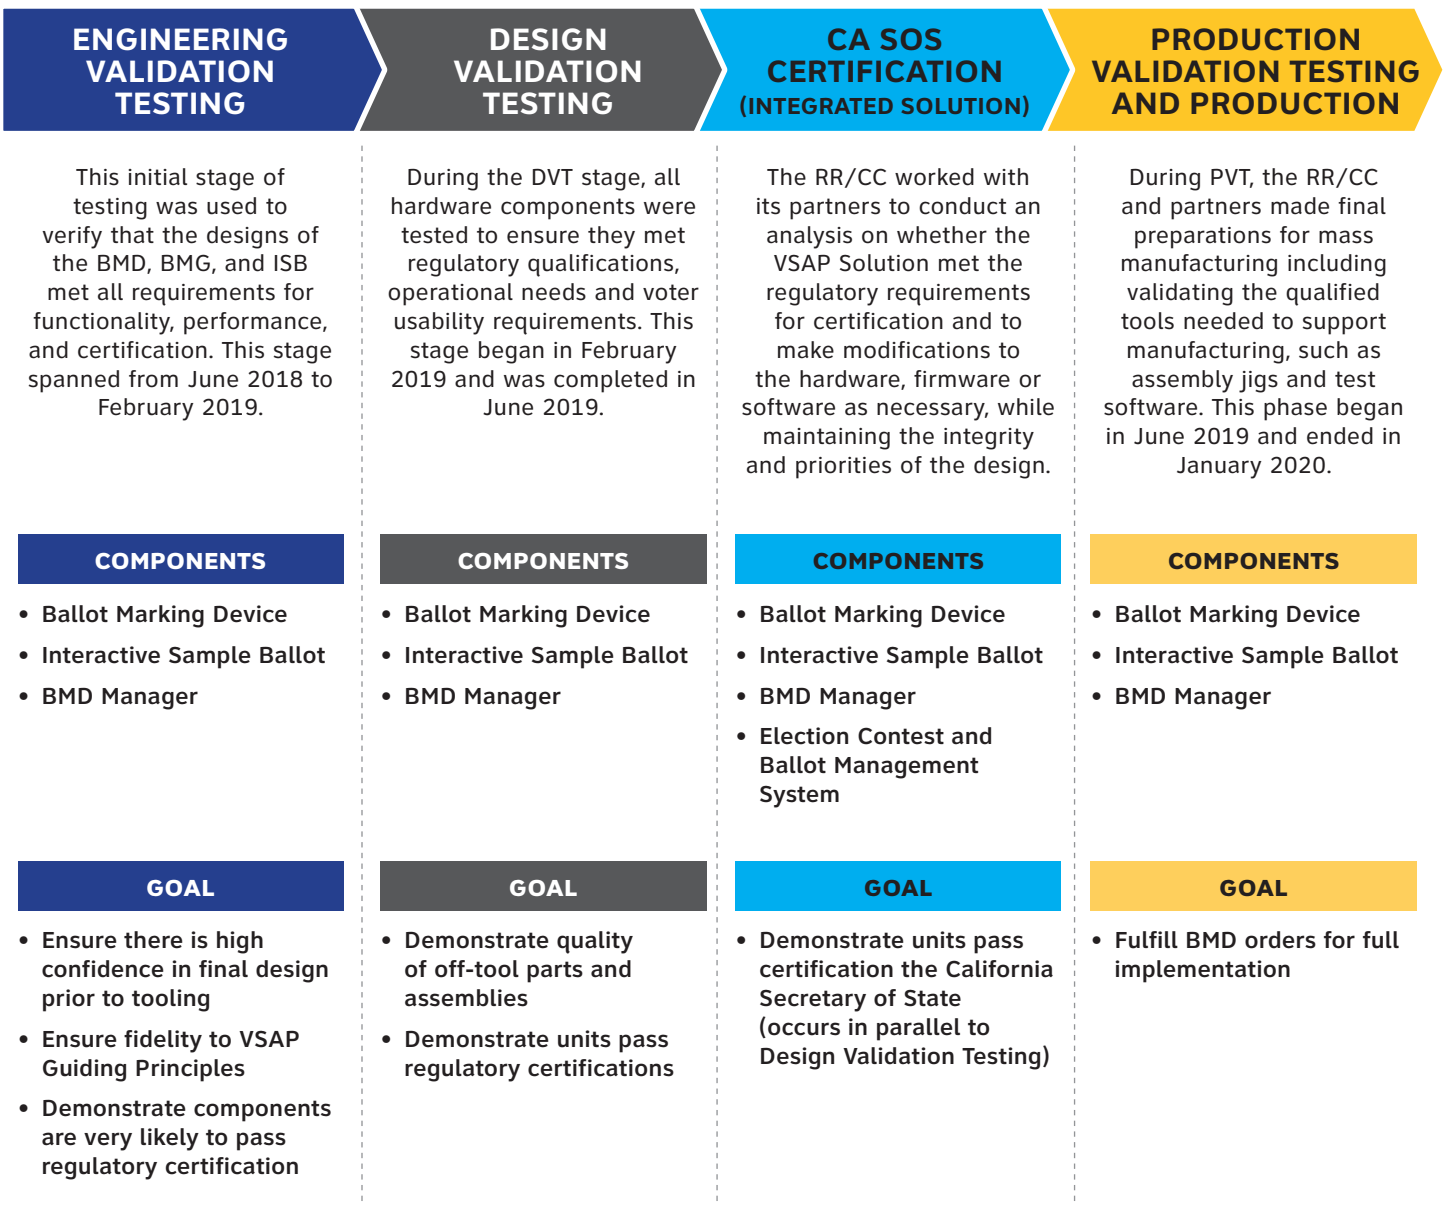 ENGINEERING
VALIDATION
TESTING
This initial stage of
testing was used to
verify that the designs of
the BMD, BMG, and ISB
met all requirements for
functionality, performance,
and certification. This stage
spanned from June 2018 to
February 2019.
COMPONENTS
• Ballot Marking Device
• Interactive Sample Ballot
• BMD Manager
GOAL
• Ensure there is high
confidence in final design
prior to tooling
• Ensure fidelity to VSAP
Guiding Principles
• Demonstrate components
are very likely to pass
regulatory certification
DESIGN
VALIDATION
TESTING
During the DVT stage, all
hardware components were
tested to ensure they met
regulatory qualifications,
operational needs and voter
usability requirements. This
stage began in February
2019 and was completed in
June 2019.
COMPONENTS
• Ballot Marking Device
• Interactive Sample Ballot
• BMD Manager
GOAL
• Demonstrate quality
of off-tool parts and
assemblies
• Demonstrate units pass
regulatory certifications
CA SOS
CERTIFICATION
(INTEGRATED SOLUTION)
The RR/CC worked with
its partners to conduct an
analysis on whether the
VSAP Solution met the
regulatory requirements
for certification and to
make modifications to
the hardware, firmware or
software as necessary, while
maintaining the integrity
and priorities of the design.
COMPONENTS
• Ballot Marking Device
• Interactive Sample Ballot
• BMD Manager
• Election Contest and
Ballot Management
System
GOAL
• Demonstrate units pass
certification the California
Secretary of State
(occurs in parallel to
Design Validation Testing)
PRODUCTION
VALIDATION TESTING
AND PRODUCTION
During PVT, the RR/CC
and partners made final
preparations for mass
manufacturing including
validating the qualified
tools needed to support
manufacturing, such as
assembly jigs and test
software. This phase began
in June 2019 and ended in
January 2020.
COMPONENTS
• Ballot Marking Device
• Interactive Sample Ballot
• BMD Manager
GOAL
• Fulfill BMD orders for full
implementation